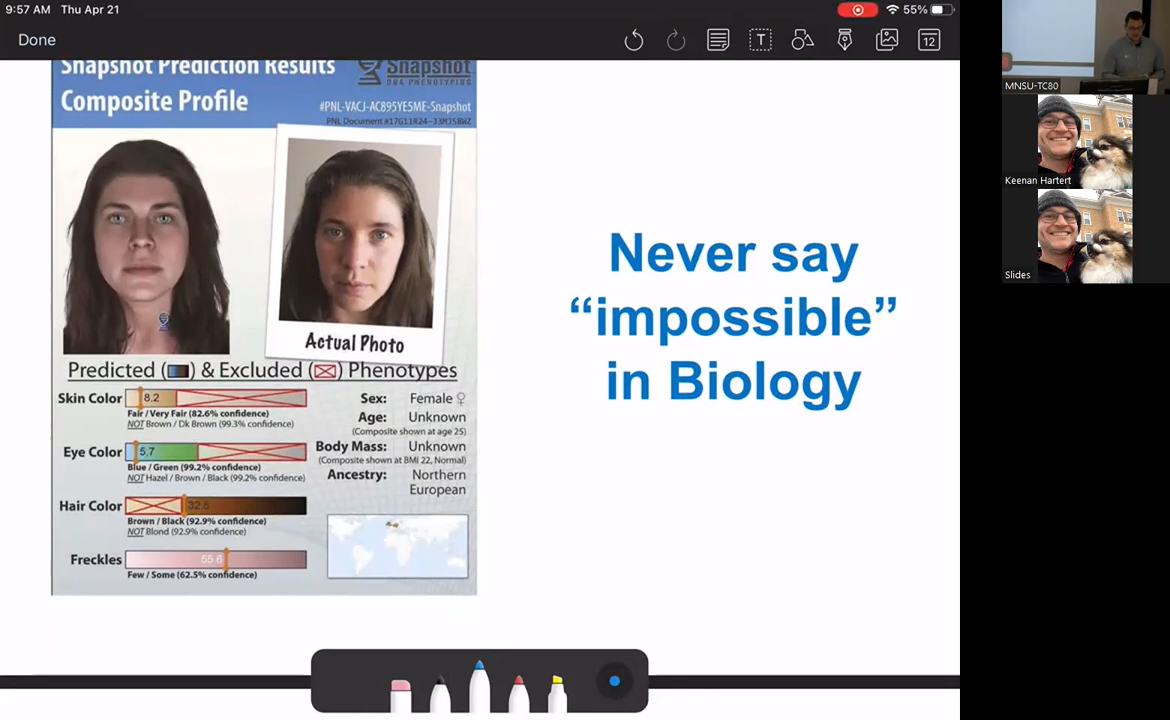 9:57 AM Thu Apr 21
55%
Done
T
12
Snapshot Prediction Results
Composite Profile
Snapshot
DNA PHENOTYPING
#PNL-VACJ-AC895YE5ME-Snapshot
Actual Photo
Predicted ( ) & Excluded ( ) Phenotypes
Skin Color
8.2
Fair / Very Fair (82.6% confidence)
NOT Brown / Dk Brown (99.3% confidence)
Eye Color
5.7
Blue / Green (99.2% confidence)
NOT Hazel / Brown / Black (99.2% confidence)
Hair Color
32.5
Brown / Black (92.9% confidence)
NOT Blond (92.9% confidence)
Freckles
55.6
Few / Some (62.5% confidence)
Sex: Female ♀
Age: Unknown
(Composite shown at age 25)
Body Mass: Unknown
(Composite shown at BMI 22, Normal)
Ancestry: Northern
European
Never say
“impossible”
in Biology
MNSU-TC80
Keenan Hartert
Slides